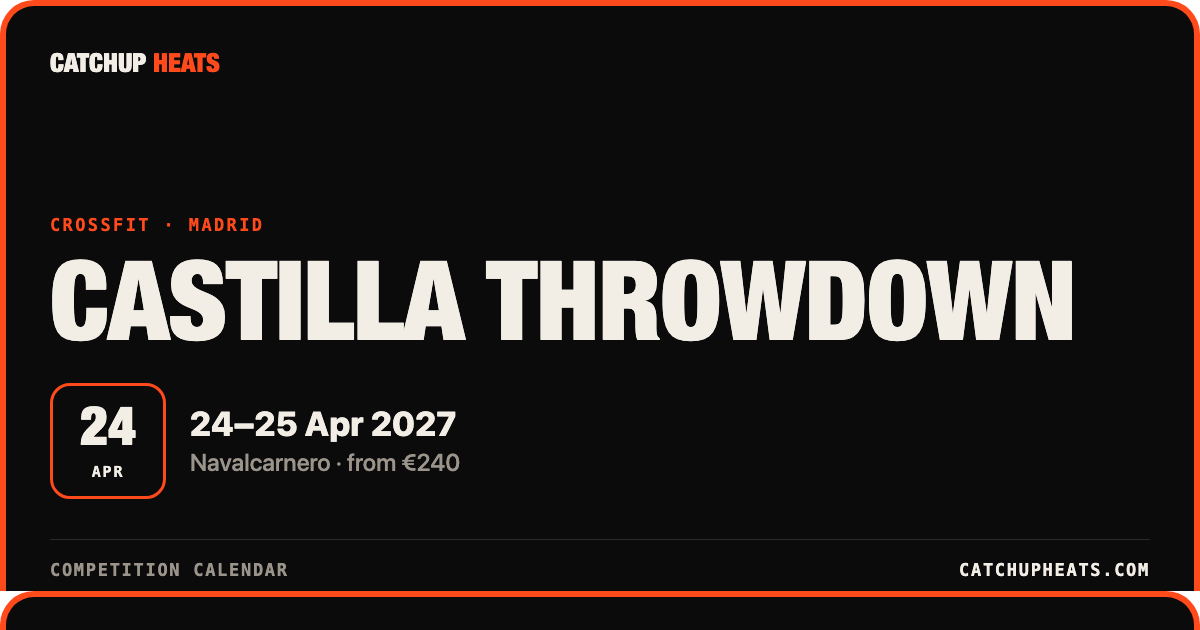 CATCHUP HEATS
CROSSFIT · MADRID
CASTILLA THROWDOWN
24
APR
24–25 Apr 2027
Navalcarnero · from €240
COMPETITION CALENDAR
CATCHUPHEATS.COM